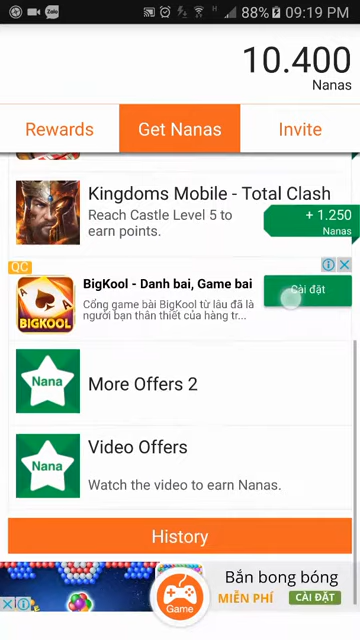 Zalo
H
88%
09:19 PM
10.400
Nanas
Rewards
Get Nanas
Invite
Kingdoms Mobile - Total Clash
Reach Castle Level 5 to
earn points.
+ 1.250
Nanas
QC
BigKool - Danh bai, Game bai
Cài đặt
Cổng game bài BigKool từ lâu đã là
người bạn thân thiết của hàng tr...
BIGKOOL
Nana
More Offers 2
Nana
Video Offers
Watch the video to earn Nanas.
History
Game
Bắn bong bóng
MIỄN PHÍ
CÀI ĐẶT